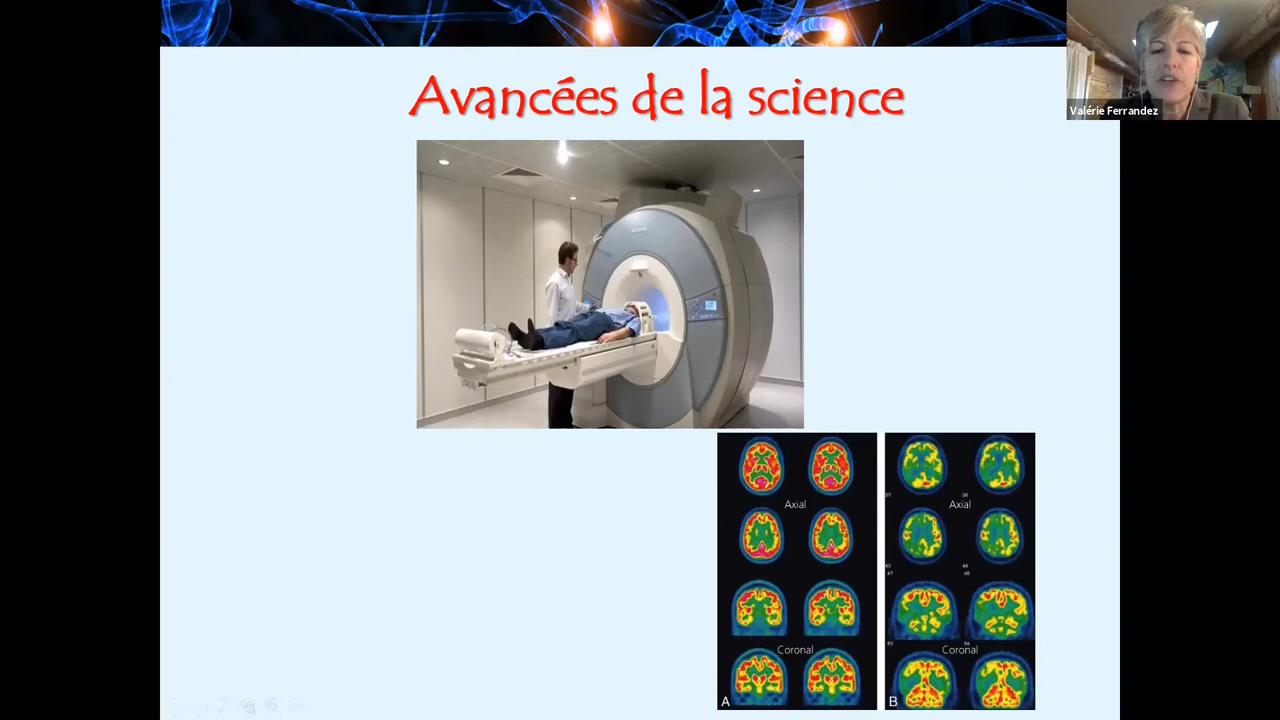 Avancées de la science
Valérie Ferrandez
Axial
Axial
Coronal
Coronal
A
B